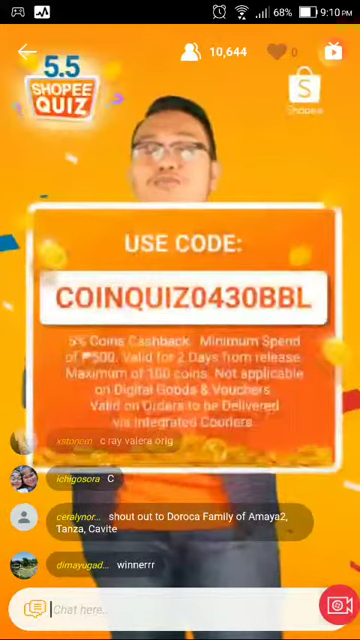 68% 9:10 PM
10,644 0
5.5
SHOPEE
QUIZ
S
Shopee
USE CODE:
COINQUIZ0430BBL
5% Coins Cashback. Minimum Spend
of ₱500. Valid for 2 Days from release.
Maximum of 100 coins. Not applicable
on Digital Goods & Vouchers
Valid on Orders to be Delivered
via Integrated Couriers
xstonom c ray valera orig
ichigosora C
ceralynor... shout out to Doroca Family of Amaya2,
Tanza, Cavite
dimayugad... winnerrr
Chat here..